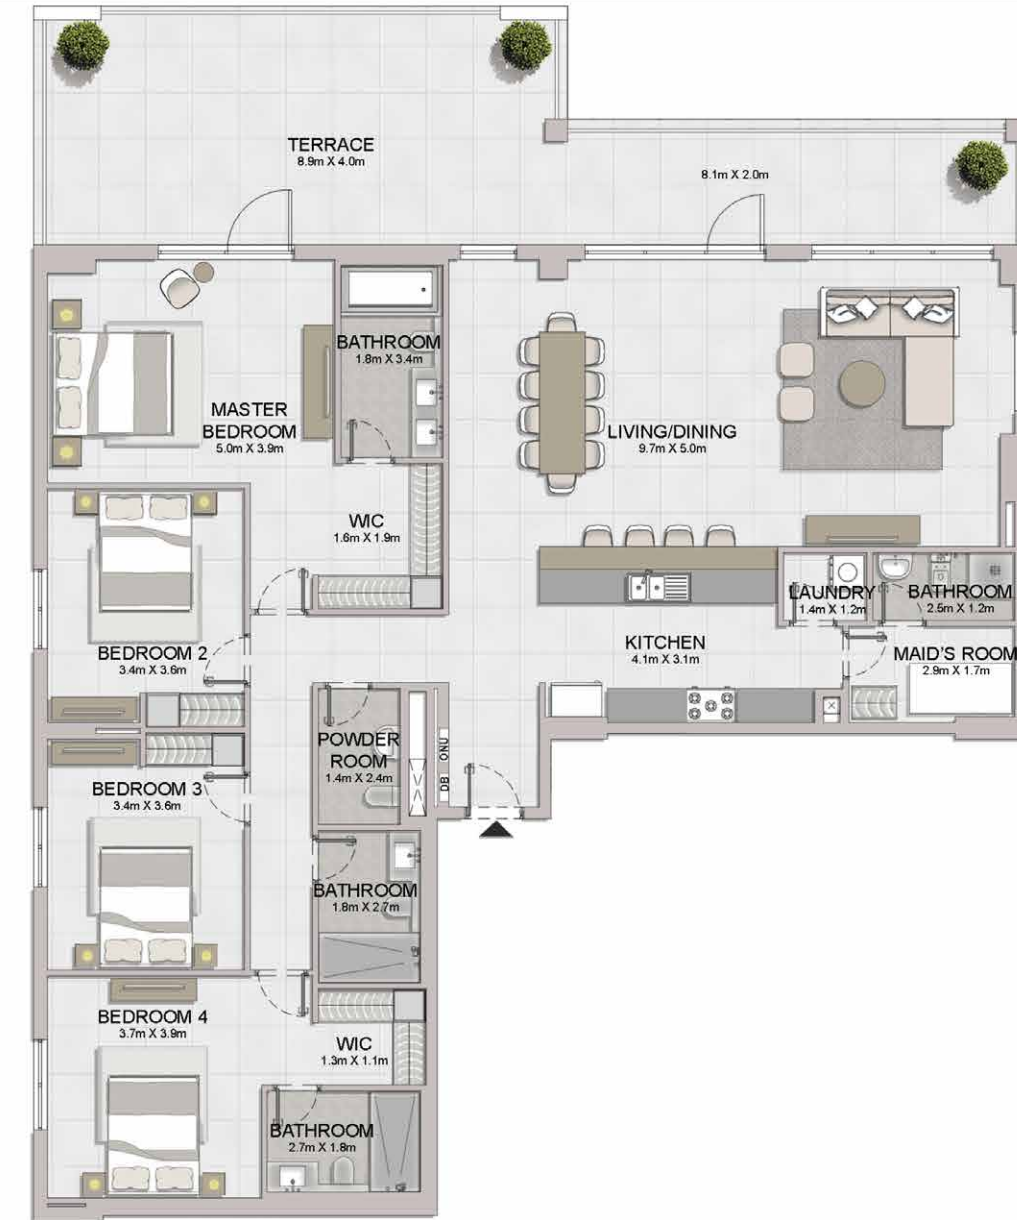 TERRACE
8.9m X 4.0m
8.1m X 2.0m
BATHROOM
1.8m X 3.4m
MASTER
BEDROOM
5.0m X 3.9m
LIVING/DINING
9.7m X 5.0m
WIC
1.6m X 1.9m
LAUNDRY
1.4m X 1.2m
BATHROOM
2.5m X 1.2m
BEDROOM 2
3.4m X 3.6m
KITCHEN
4.1m X 3.1m
MAID'S ROOM
2.9m X 1.7m
POWDER
ROOM
1.4m X 2.4m
DB ONU
BEDROOM 3
3.4m X 3.6m
BATHROOM
1.8m X 2.7m
BEDROOM 4
3.7m X 3.9m
WIC
1.3m X 1.1m
BATHROOM
2.7m X 1.8m